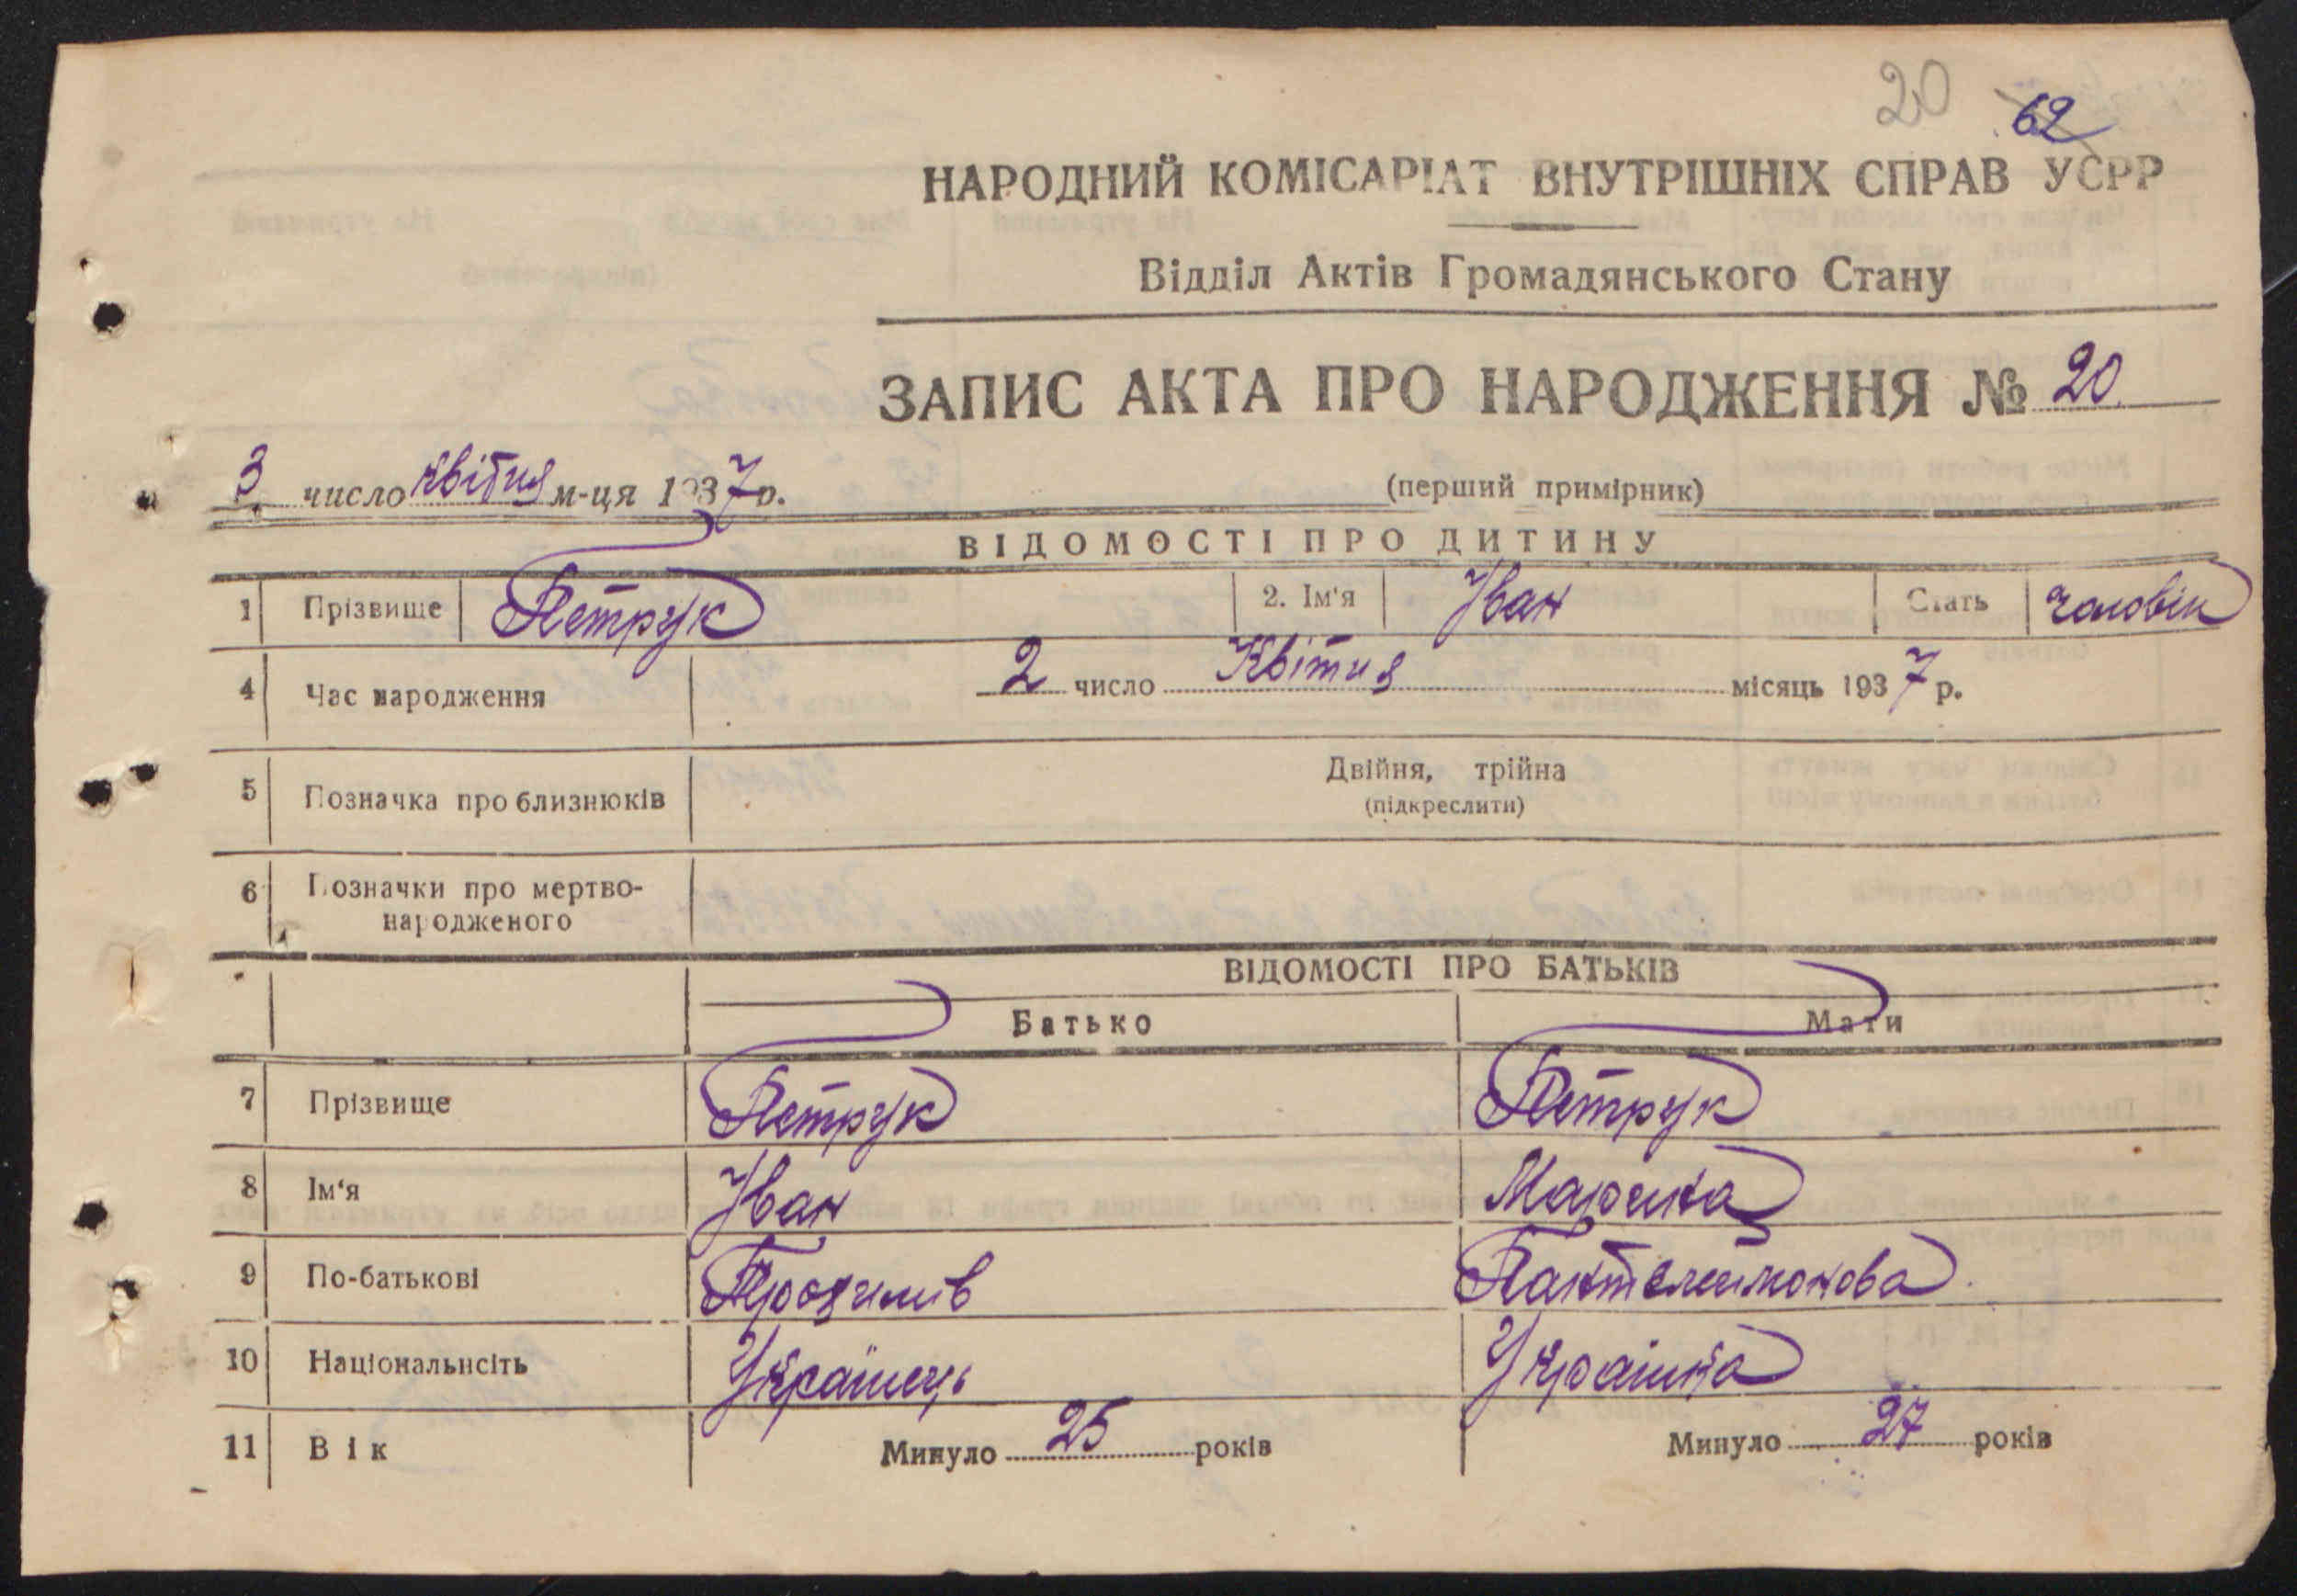 20 62
НАРОДНИЙ КОМІСАРІАТ ВНУТРІШНІХ СПРАВ УСРР
Відділ Актів Громадянського Стану
ЗАПИС АКТА ПРО НАРОДЖЕННЯ № 20
3 число квітня м-ця 1937 р.
(перший примірник)
ВІДОМОСТІ ПРО ДИТИНУ
1 Прізвище Петрук 2. Ім'я Іван Стать чоловік
4 Час народження 2 число Квітня місяць 1937 р.
5 Позначка про близнюків Двійня, трійна
(підкреслити)
6 Позначки про мертво-
народженого
ВІДОМОСТІ ПРО БАТЬКІВ
Батько Мати
7 Прізвище Петрук Петрук
8 Ім'я Іван
9 По-батькові Пантелимонова
10 Національнсіть Українець Українка
11 Вік Минуло 25 років Минуло 27 років